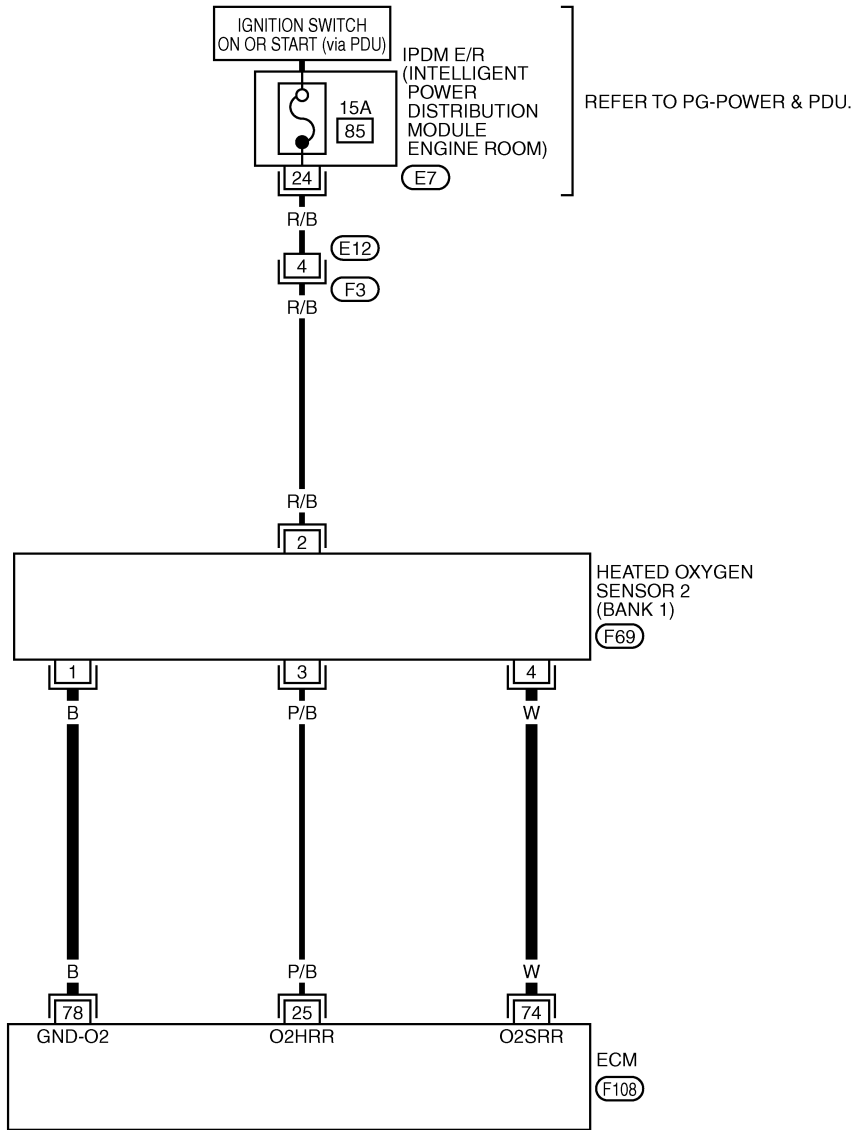 IGNITION SWITCH
ON OR START (via PDU)
IPDM E/R
(INTELLIGENT
POWER
DISTRIBUTION
MODULE
ENGINE ROOM)
REFER TO PG-POWER & PDU.
15A
85
24
E7
R/B
E12
4
F3
R/B
R/B
2
HEATED OXYGEN
SENSOR 2
(BANK 1)
F69
1
3
4
B
P/B
W
B
P/B
W
78
25
74
GND-O2
O2HRR
O2SRR
ECM
F108